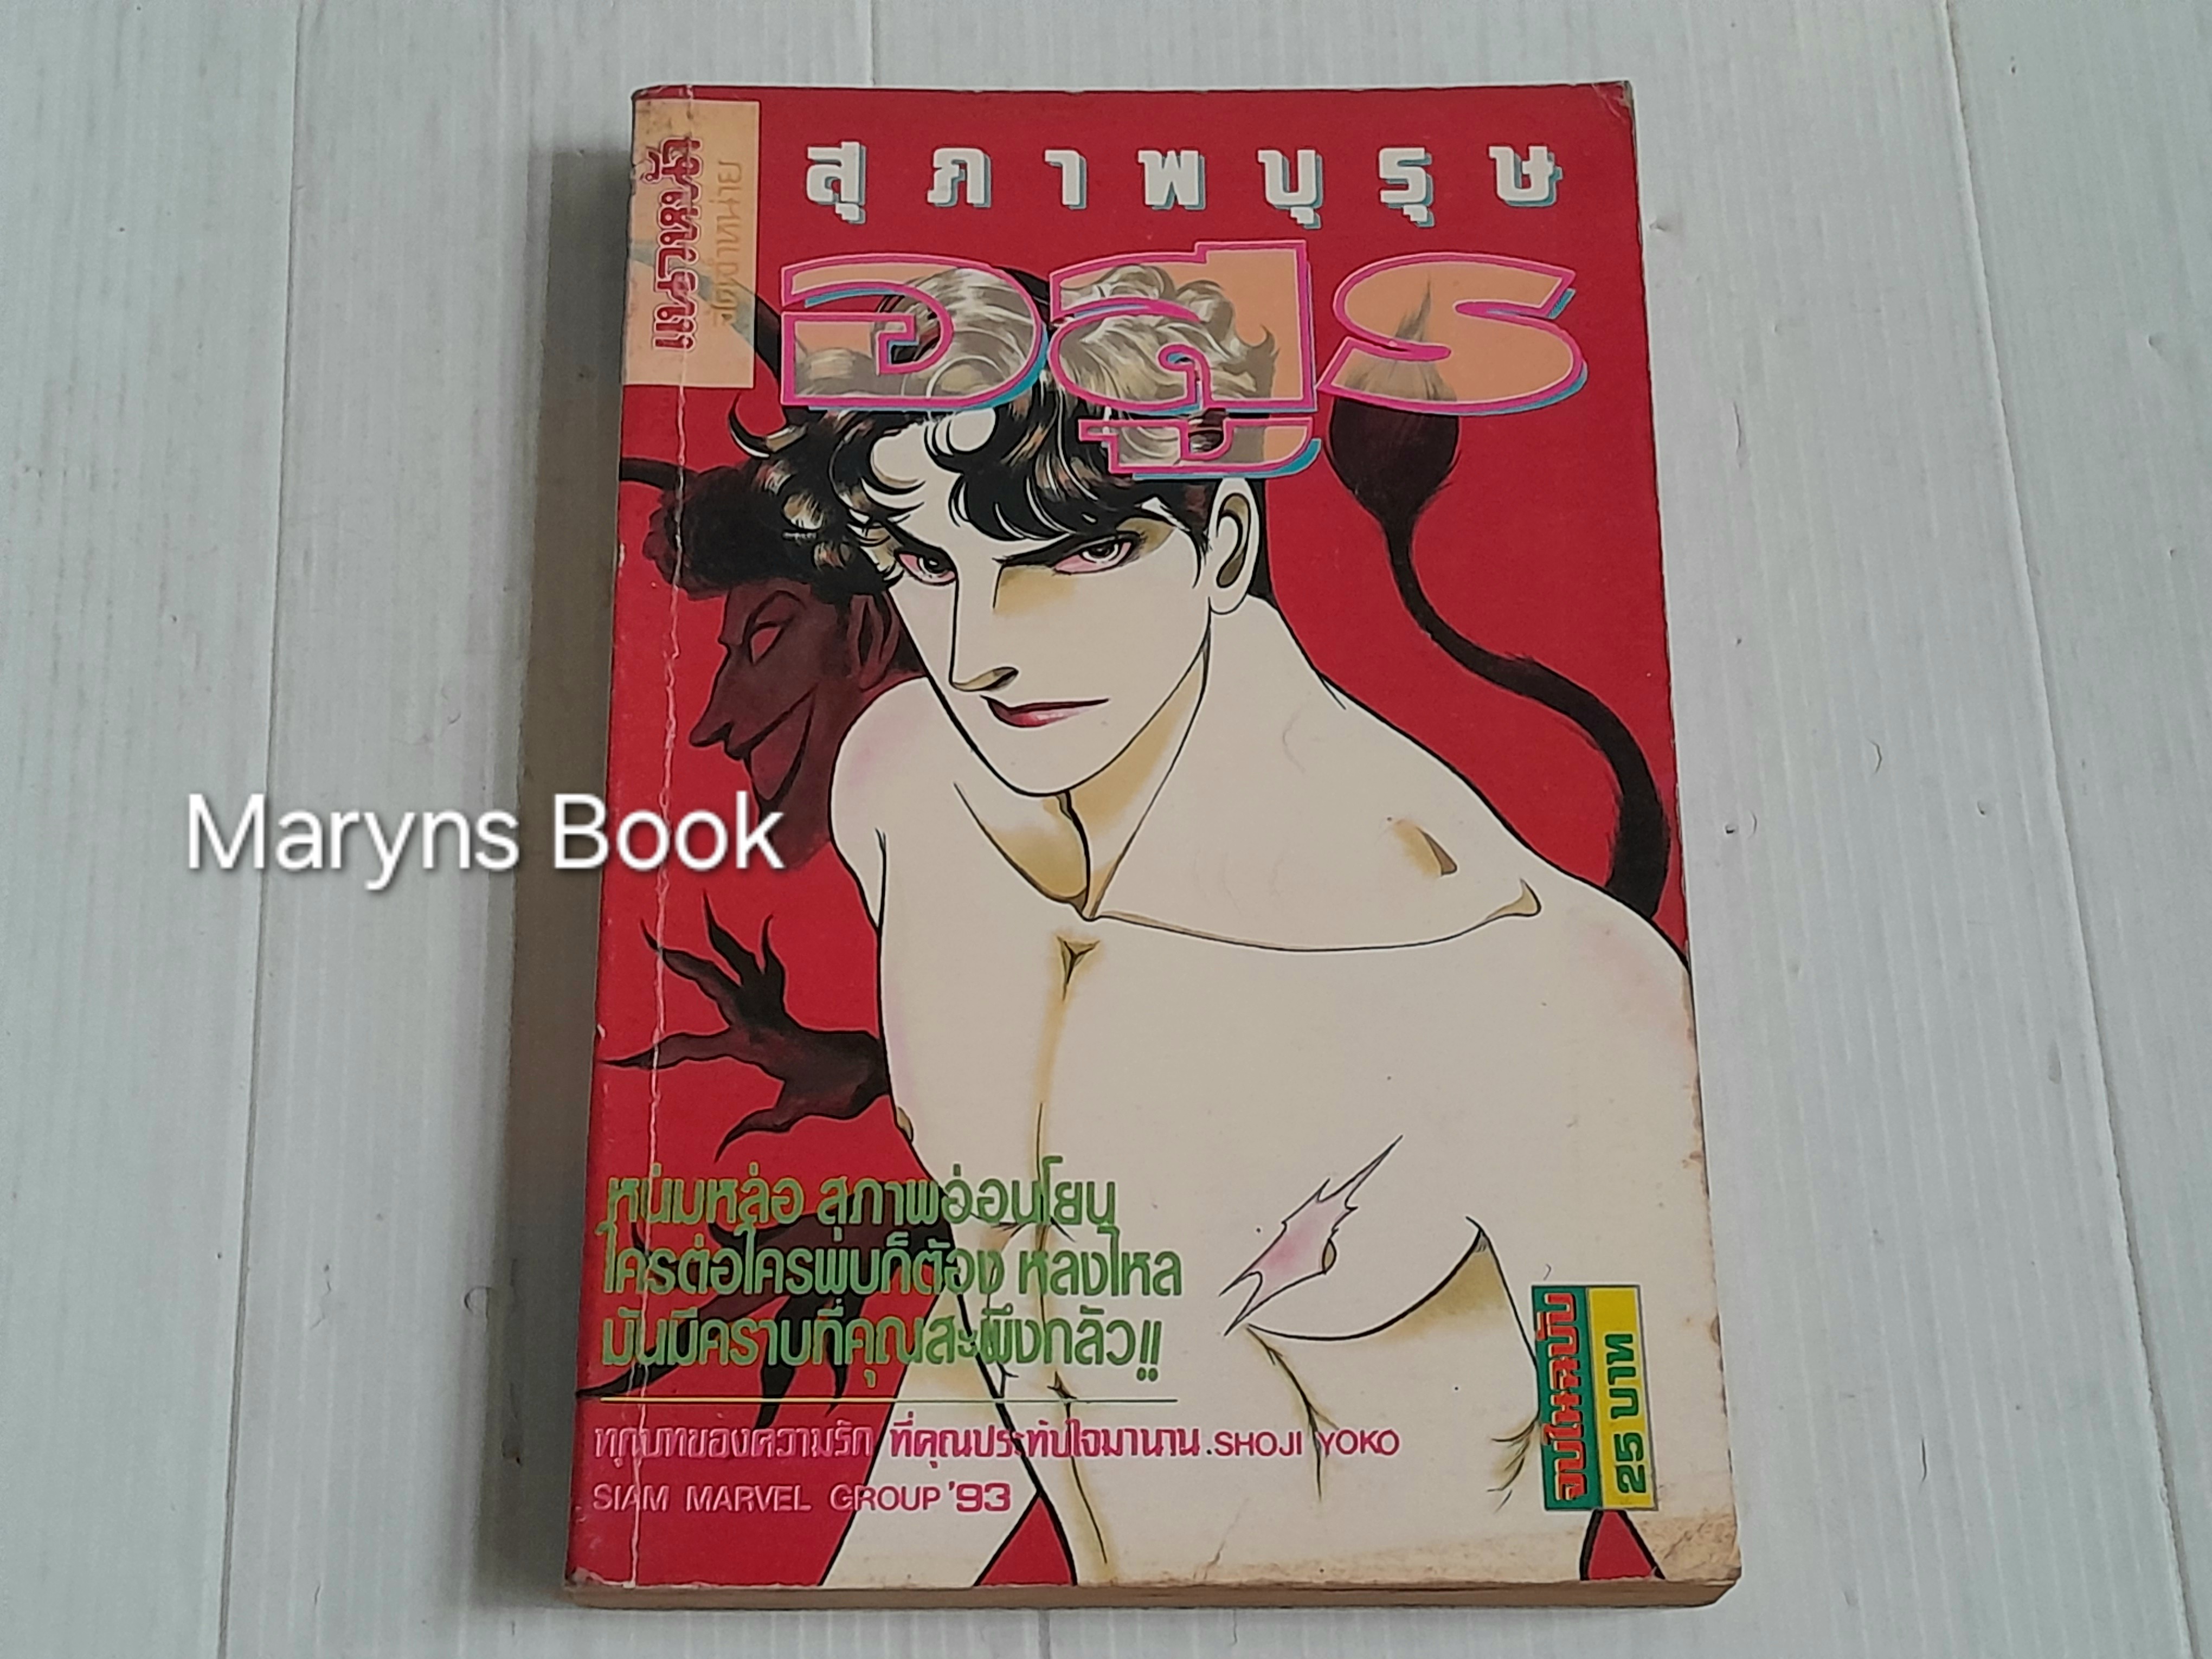 สุภาพบุรุษ
อสูร
Maryns Book
หนุ่มหล่อ สุภาพอ่อนโยน
ใครต่อใครพบก็ต้อง หลงไหล
มันมีคราบที่คุณสะพึงกลัว!!
ทุกบทของความรัก ที่คุณประทับใจมานาน.SHOJI YOKO
SIAM MARVEL GROUP '93
จบในฉบับ
25 บาท